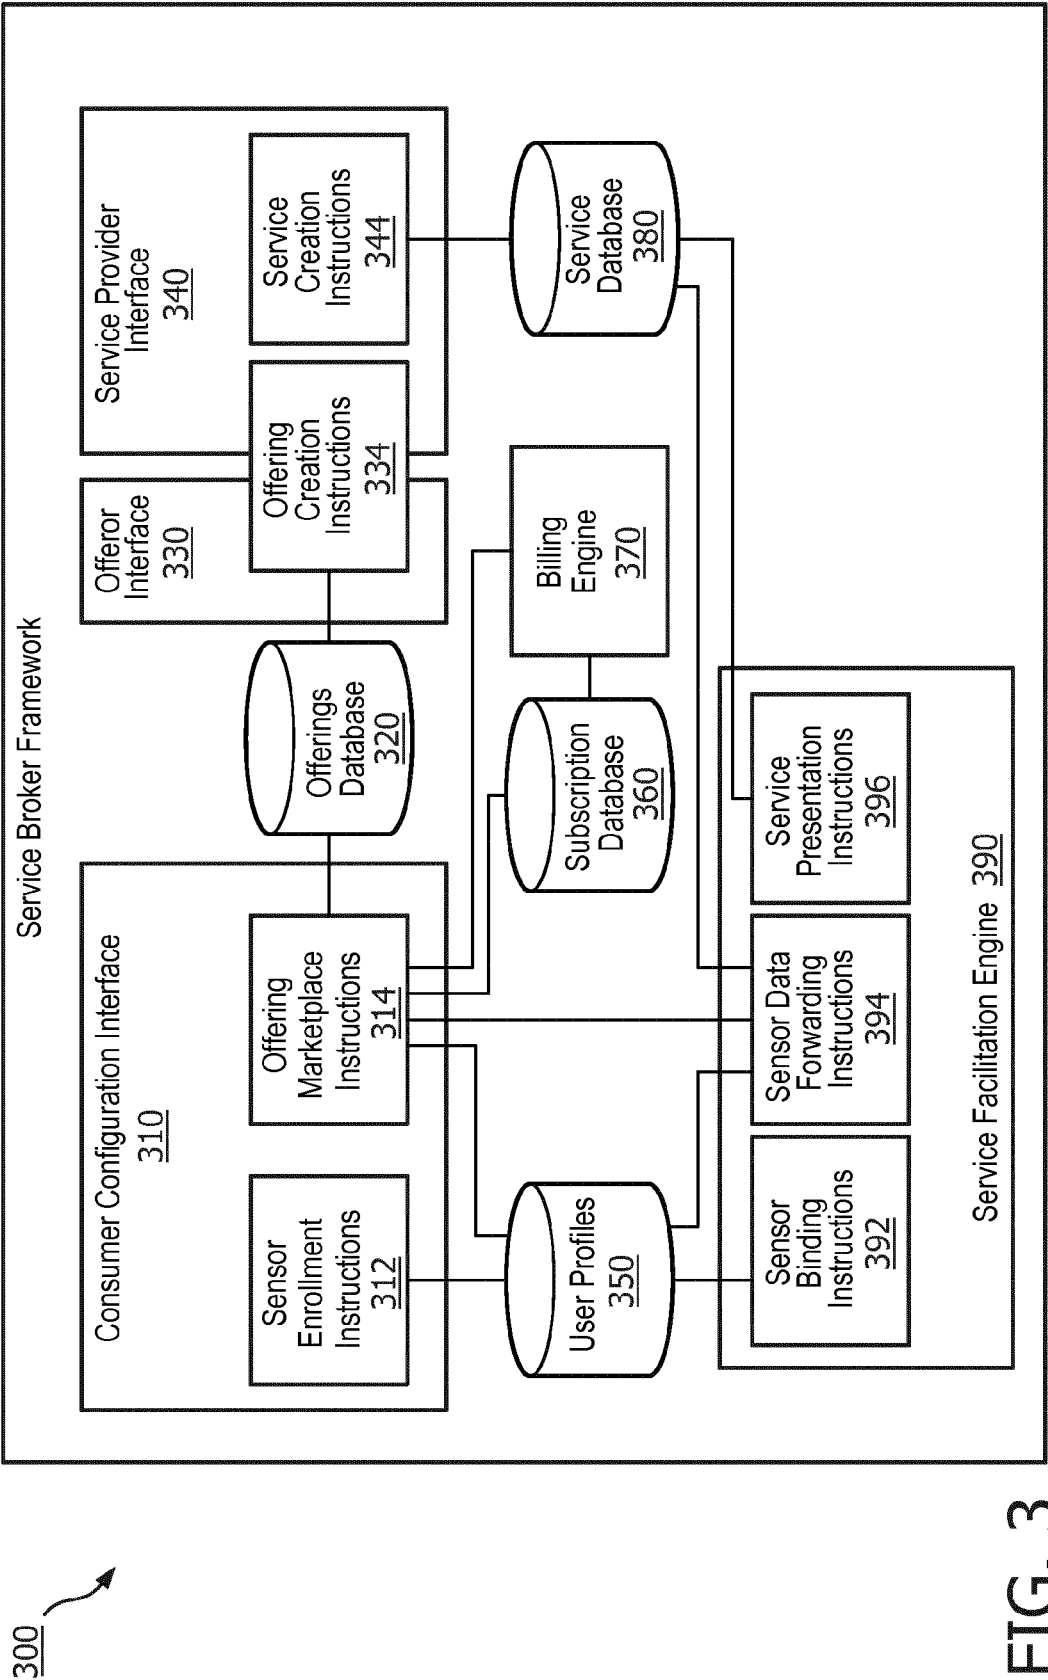 300
Service Broker Framework
Consumer Configuration Interface
310
Sensor
Enrollment
Instructions
312
Offering
Marketplace
Instructions
314
Offerings
Database
320
Offeror
Interface
330
Offering
Creation
Instructions
334
Service Provider
Interface
340
Service
Creation
Instructions
344
User Profiles
350
Subscription
Database
360
Billing
Engine
370
Service
Database
380
Sensor
Binding
Instructions
392
Sensor Data
Forwarding
Instructions
394
Service
Presentation
Instructions
396
Service Facilitation Engine 390
FIG. 3